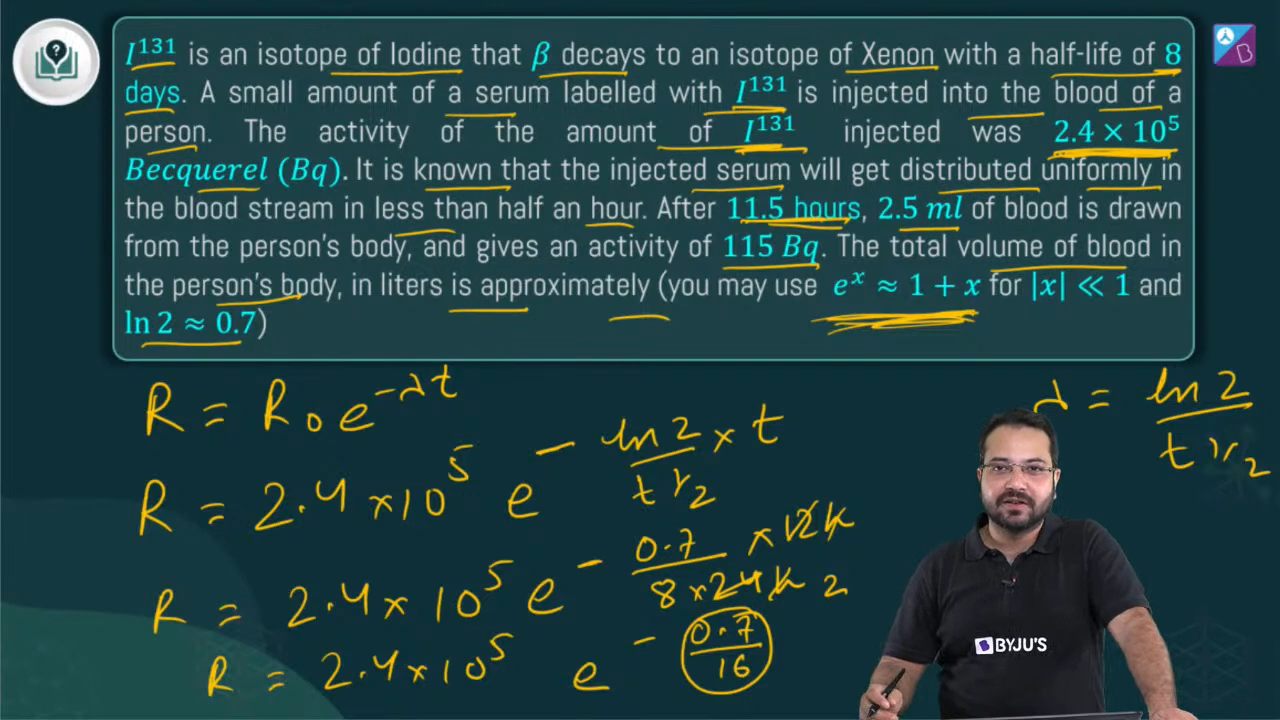 I¹³¹ is an isotope of Iodine that β decays to an isotope of Xenon with a half-life of 8
days. A small amount of a serum labelled with I¹³¹ is injected into the blood of a
person. The activity of the amount of I¹³¹ injected was 2.4 × 10⁵
Becquerel (Bq). It is known that the injected serum will get distributed uniformly in
the blood stream in less than half an hour. After 11.5 hours, 2.5 ml of blood is drawn
from the person's body, and gives an activity of 115 Bq. The total volume of blood in
the person's body, in liters is approximately (you may use eˣ ≈ 1 + x for |x| ≪ 1 and
ln 2 ≈ 0.7)
R = R₀ e^(-λt)
λ = ln 2 / t½
R = 2.4 × 10⁵ e^(- ln 2 / t½ × t)
R = 2.4 × 10⁵ e^(- 0.7 / 8 × 24 h 2 × 12 h)
R = 2.4 × 10⁵ e^(- 0.7 / 16)
BYJU'S
B